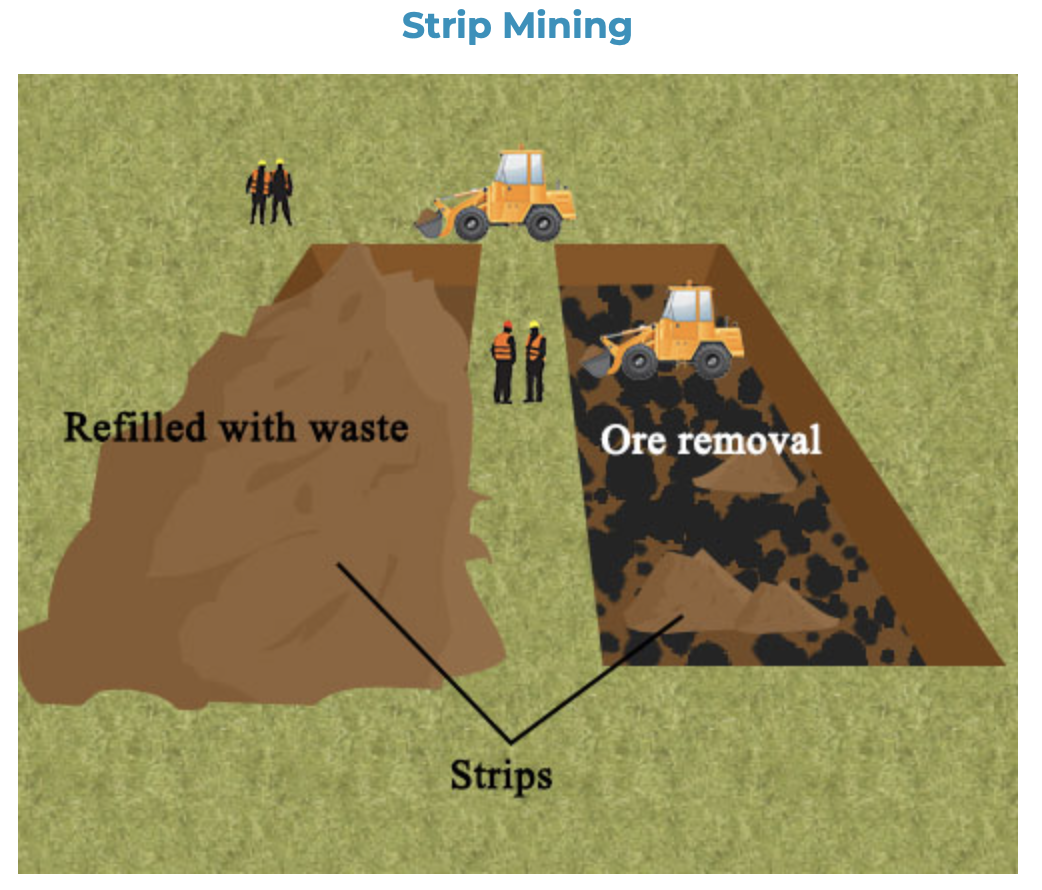 Strip Mining
Refilled with waste
Ore removal
Strips